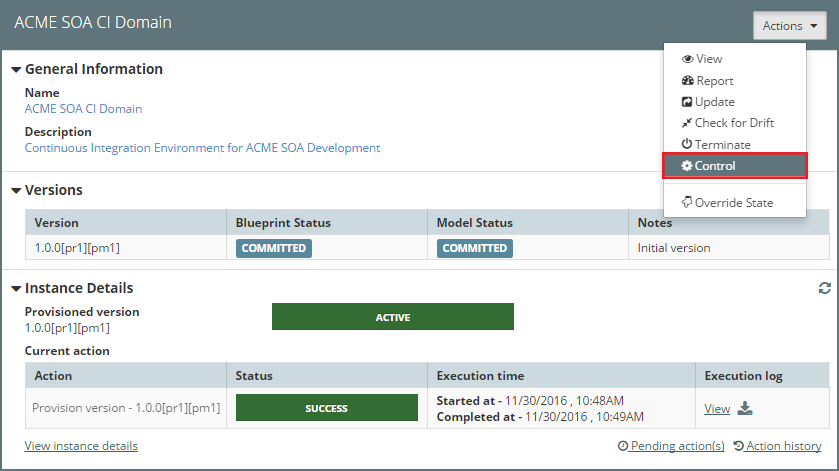 ACME SOA CI Domain
Actions
View
Report
Update
Check for Drift
Terminate
Control
Override State
General Information
Name
ACME SOA CI Domain
Description
Continuous Integration Environment for ACME SOA Development
Versions
Version Blueprint Status Model Status Notes
1.0.0[pr1][pm1] COMMITTED COMMITTED Initial version
Instance Details
Provisioned version
1.0.0[pr1][pm1]
ACTIVE
Current action
Action Status Execution time Execution log
Provision version - 1.0.0[pr1][pm1] SUCCESS
Started at - 11/30/2016 , 10:48AM
Completed at - 11/30/2016 , 10:49AM
View
View instance details Pending action(s) Action history